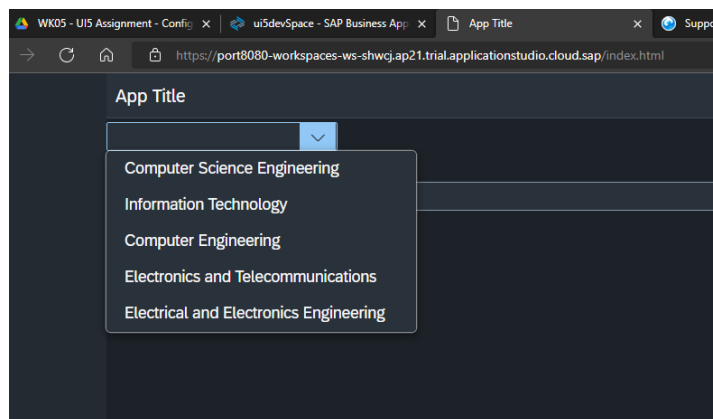 WK05 - UI5 Assignment - Config
ui5devSpace - SAP Business App
App Title
Suppo
https://port8080-workspaces-ws-shwcj.ap21.trial.applicationstudio.cloud.sap/index.html
App Title
Computer Science Engineering
Information Technology
Computer Engineering
Electronics and Telecommunications
Electrical and Electronics Engineering